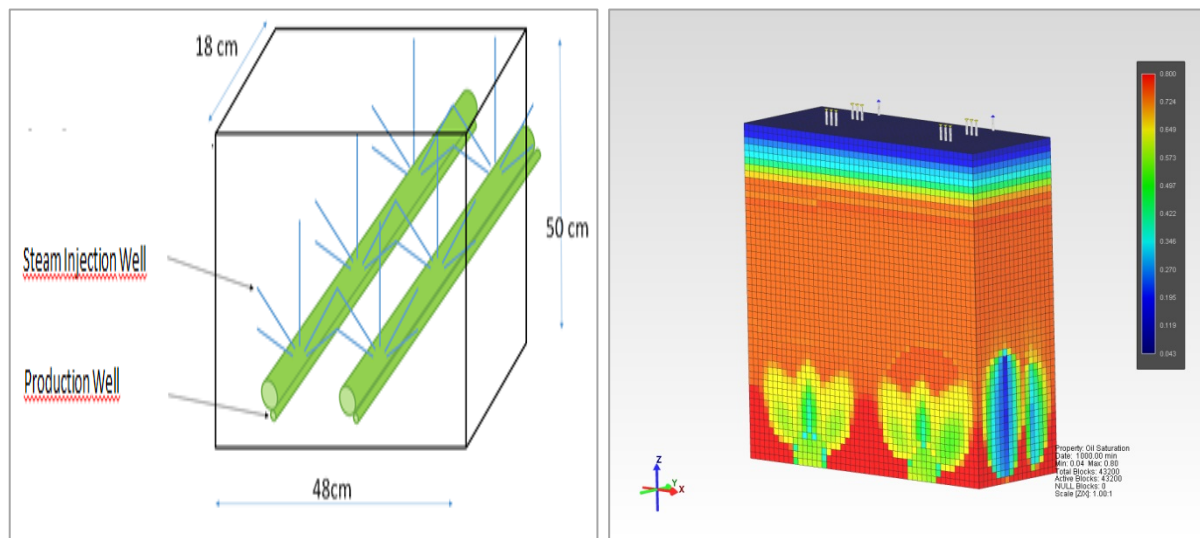 18 cm
Steam Injection Well
50 cm
Production Well
48cm
0.800
0.724
0.649
0.573
0.497
0.422
0.346
0.270
0.195
0.119
0.043
Property: Oil Saturation
Date: 1000.00 min
Min: 0.04 Max: 0.80
Total Blocks: 43200
Active Blocks: 43200
NULL Blocks: 0
Scale [Z/X]: 1.00:1
Z
Y
X